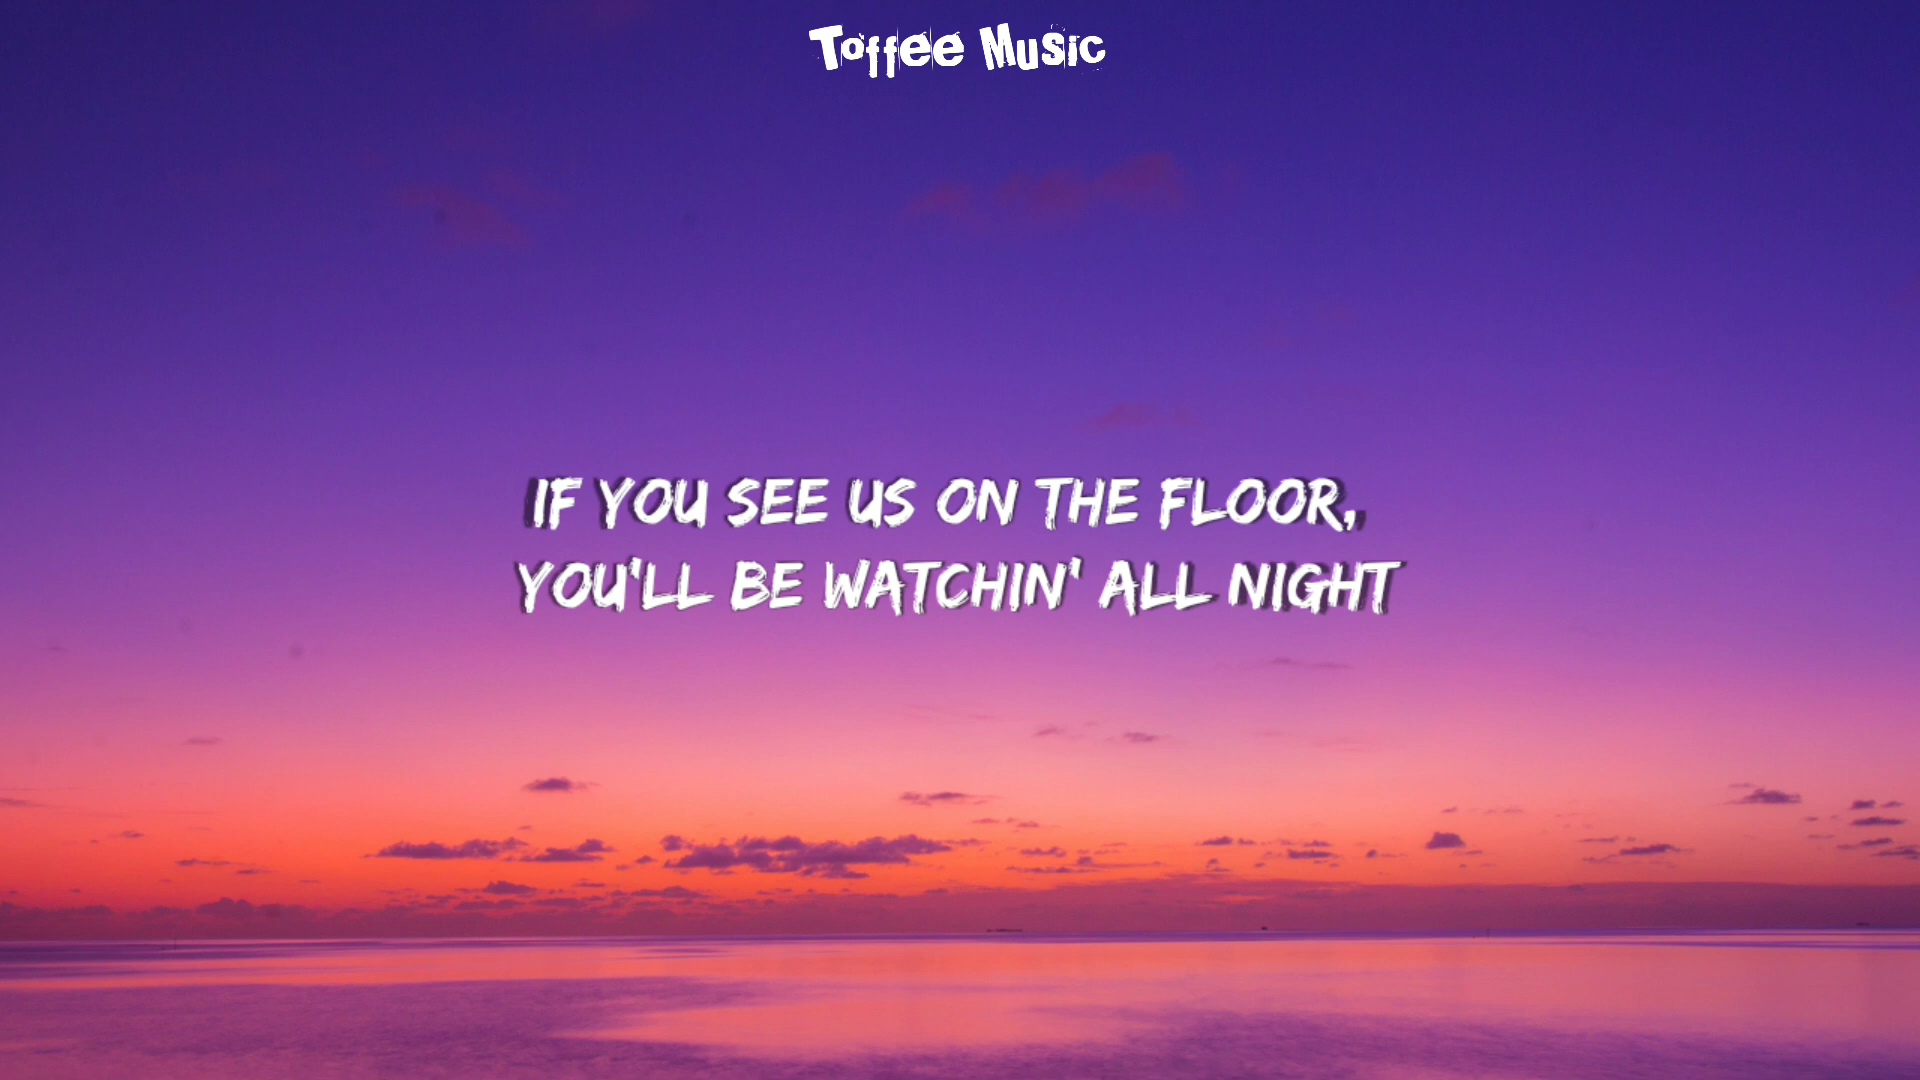 Toffee Music
IF YOU SEE US ON THE FLOOR,
YOU'LL BE WATCHIN' ALL NIGHT